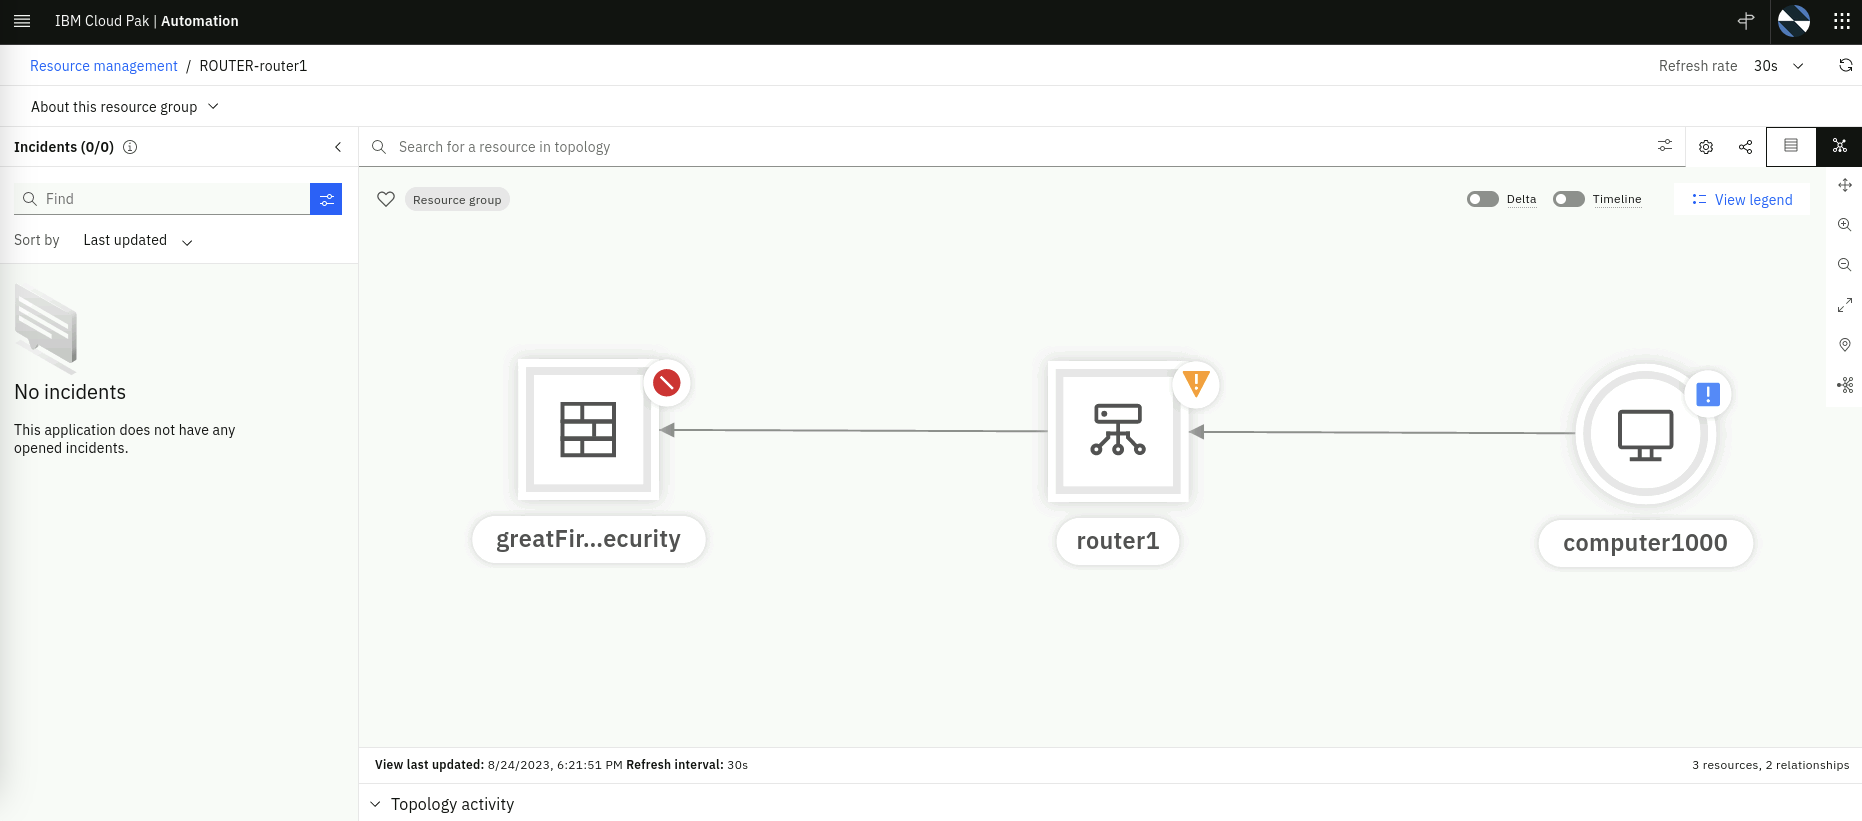 IBM Cloud Pak | Automation
Resource management / ROUTER-router1
Refresh rate 30s
About this resource group
Incidents (0/0)
Search for a resource in topology
Find
Sort by Last updated
Resource group
Delta
Timeline
View legend
No incidents
This application does not have any
opened incidents.
greatFir...ecurity
router1
computer1000
View last updated: 8/24/2023, 6:21:51 PM Refresh interval: 30s
3 resources, 2 relationships
Topology activity